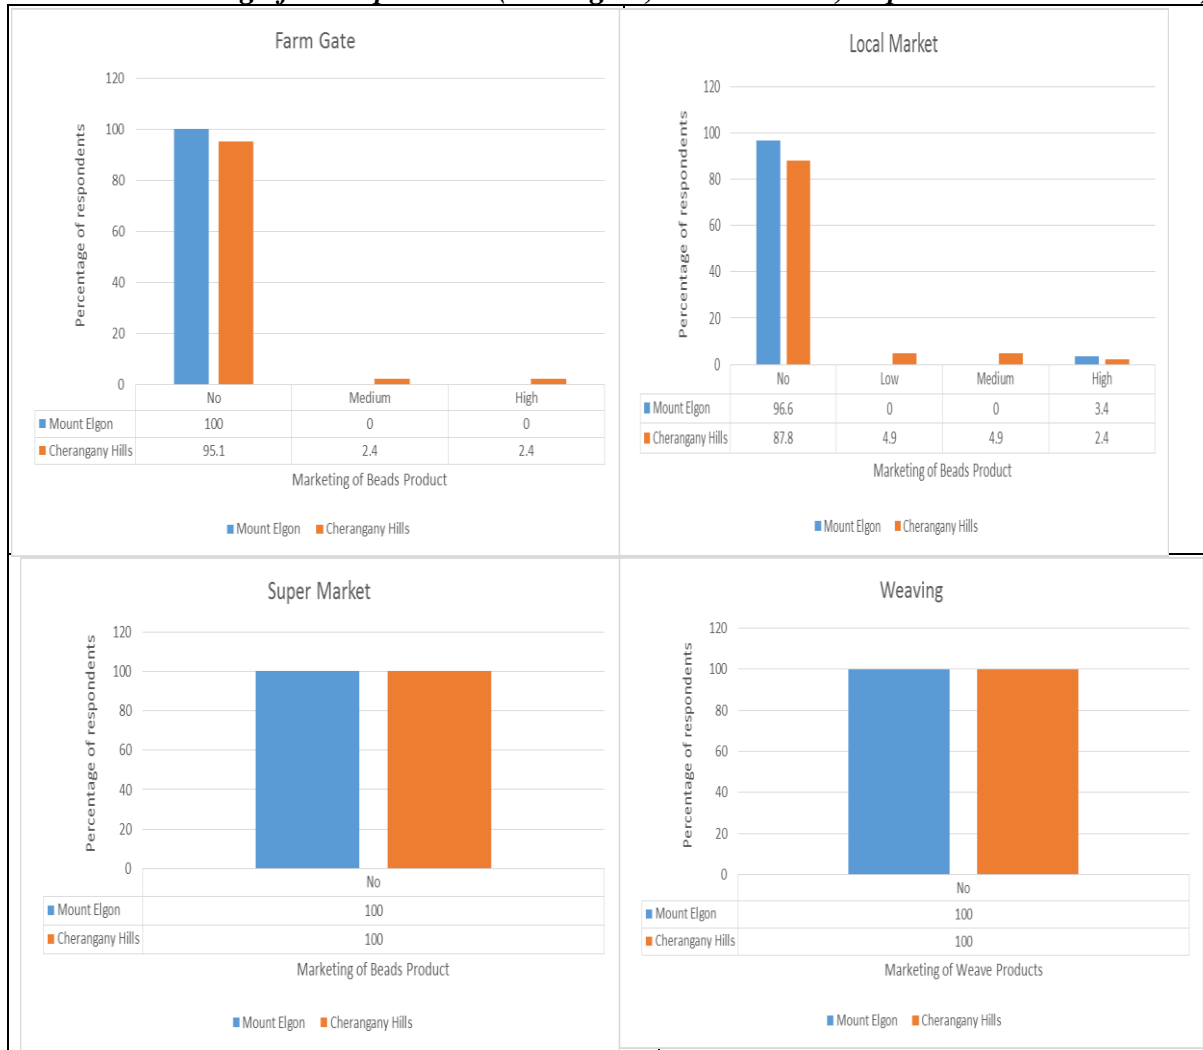 Farm Gate
Percentage of respondents
120
100
80
60
40
20
0
No Medium High
Mount Elgon 100 0 0
Cherangany Hills 95.1 2.4 2.4
Marketing of Beads Product
Mount Elgon Cherangany Hills
Local Market
Percentage of respondents
120
100
80
60
40
20
0
No Low Medium High
Mount Elgon 96.6 0 0 3.4
Cherangany Hills 87.8 4.9 4.9 2.4
Marketing of Beads Product
Mount Elgon Cherangany Hills
Super Market
Percentage of respondents
120
100
80
60
40
20
0
No
Mount Elgon 100
Cherangany Hills 100
Marketing of Beads Product
Mount Elgon Cherangany Hills
Weaving
Percentage of respondents
120
100
80
60
40
20
0
No
Mount Elgon 100
Cherangany Hills 100
Marketing of Weave Products
Mount Elgon Cherangany Hills